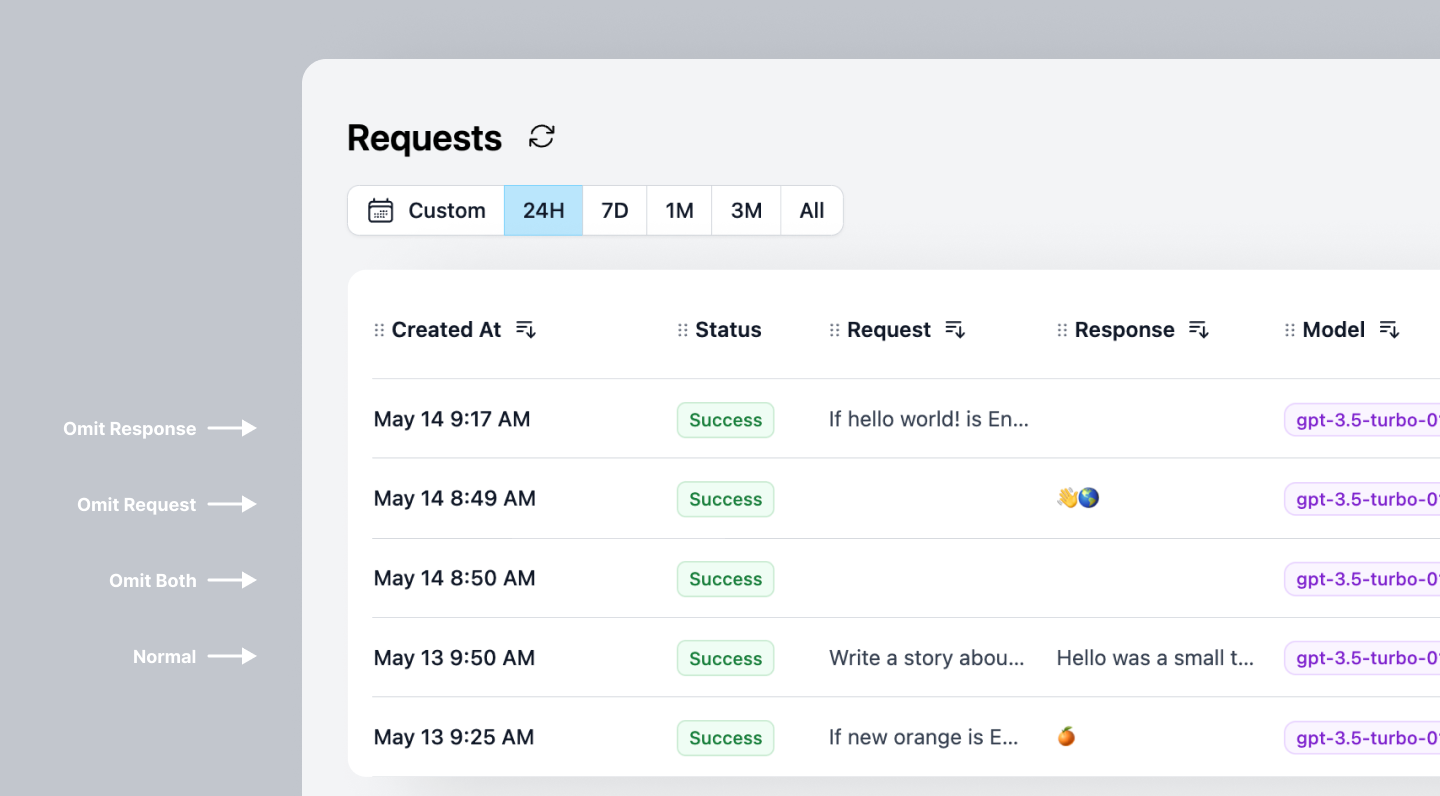 Requests
Custom 24H 7D 1M 3M All
Created At Status Request Response Model
Omit Response May 14 9:17 AM Success If hello world! is En... gpt-3.5-turbo-0
Omit Request May 14 8:49 AM Success 👋🌎 gpt-3.5-turbo-0
Omit Both May 14 8:50 AM Success gpt-3.5-turbo-0
Normal May 13 9:50 AM Success Write a story abou... Hello was a small t... gpt-3.5-turbo-0
May 13 9:25 AM Success If new orange is E... 🍊 gpt-3.5-turbo-0